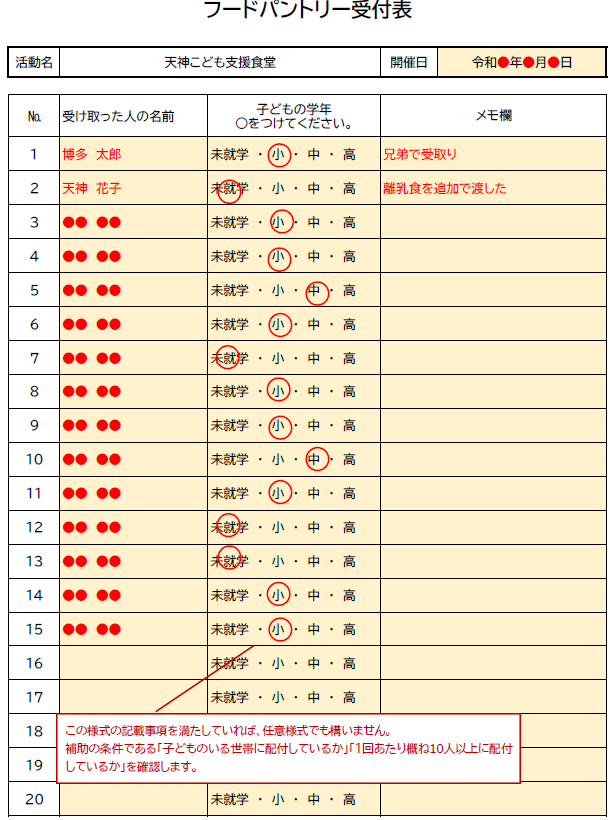 フードパントリー受付表
活動名 天神こども支援食堂 開催日 令和●年●月●日
№ 受け取った人の名前 子どもの学年 メモ欄
〇をつけてください。
1 博多 太郎 未就学 ・ 小 ・ 中 ・ 高 兄弟で受取り
2 天神 花子 未就学 ・ 小 ・ 中 ・ 高 離乳食を追加で渡した
3 ●● ●● 未就学 ・ 小 ・ 中 ・ 高
4 ●● ●● 未就学 ・ 小 ・ 中 ・ 高
5 ●● ●● 未就学 ・ 小 ・ 中 ・ 高
6 ●● ●● 未就学 ・ 小 ・ 中 ・ 高
7 ●● ●● 未就学 ・ 小 ・ 中 ・ 高
8 ●● ●● 未就学 ・ 小 ・ 中 ・ 高
9 ●● ●● 未就学 ・ 小 ・ 中 ・ 高
10 ●● ●● 未就学 ・ 小 ・ 中 ・ 高
11 ●● ●● 未就学 ・ 小 ・ 中 ・ 高
12 ●● ●● 未就学 ・ 小 ・ 中 ・ 高
13 ●● ●● 未就学 ・ 小 ・ 中 ・ 高
14 ●● ●● 未就学 ・ 小 ・ 中 ・ 高
15 ●● ●● 未就学 ・ 小 ・ 中 ・ 高
16 未就学 ・ 小 ・ 中 ・ 高
17 未就学 ・ 小 ・ 中 ・ 高
18
19
この様式の記載事項を満たしていれば、任意様式でも構いません。
補助の条件である「子どものいる世帯に配付しているか」「1回あたり概ね10人以上に配付
しているか」を確認します。
20 未就学 ・ 小 ・ 中 ・ 高